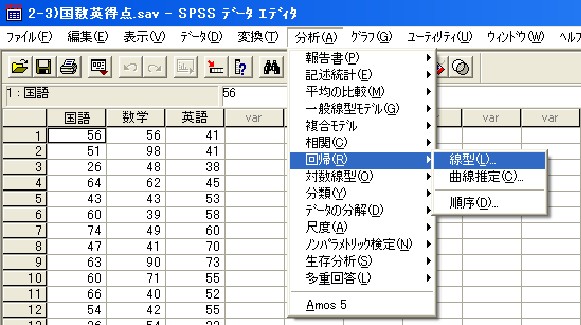 2-3)国数英得点.sav - SPSS データ エディタ
ファイル(F) 編集(E) 表示(V) データ(D) 変換(T) 分析(A) グラフ(G) ユーティリティ(U) ウィンドウ(W) ヘル
1 : 国語 56
国語 数学 英語 var var var var var
1 56 56 41
2 51 98 41
3 26 48 38
4 64 62 45
5 43 43 53
6 60 39 58
7 74 49 60
8 47 41 70
9 63 90 73
10 60 71 55
11 66 40 52
12 54 42 55
報告書(P)
記述統計(E)
平均の比較(M)
一般線型モデル(G)
複合モデル
相関(C)
回帰(R)
対数線型(O)
分類(Y)
データの分解(D)
尺度(A)
ノンパラメトリック検定(N)
生存分析(S)
多重回答(L)
Amos 5
線型(L)...
曲線推定(C)...
順序(D)...